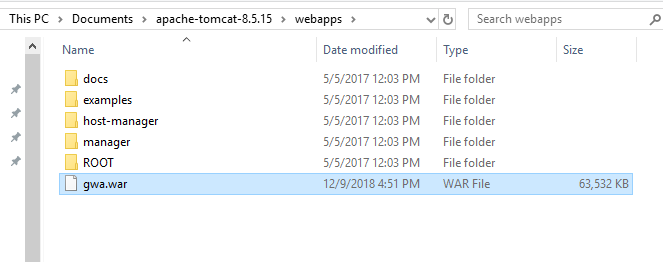 This PC > Documents > apache-tomcat-8.5.15 > webapps > Search webapps
Name Date modified Type Size
docs 5/5/2017 12:03 PM File folder
examples 5/5/2017 12:03 PM File folder
host-manager 5/5/2017 12:03 PM File folder
manager 5/5/2017 12:03 PM File folder
ROOT 5/5/2017 12:03 PM File folder
gwa.war 12/9/2018 4:51 PM WAR File 63,532 KB